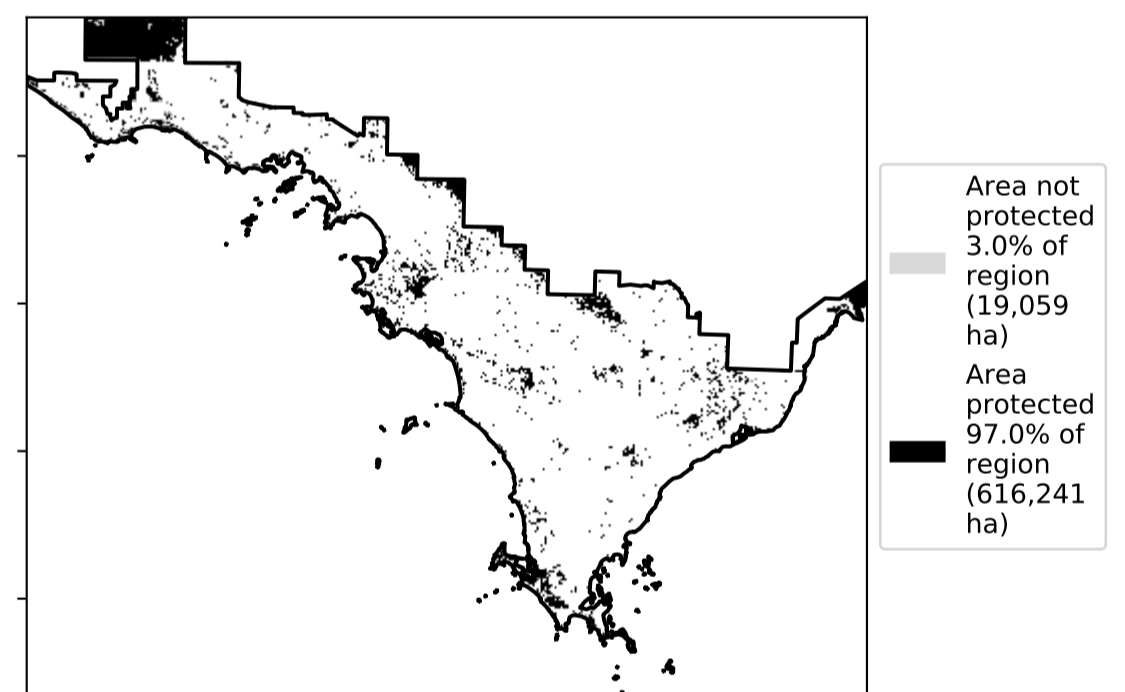 Area not
protected
3.0% of
region
(19,059
ha)
Area
protected
97.0% of
region
(616,241
ha)